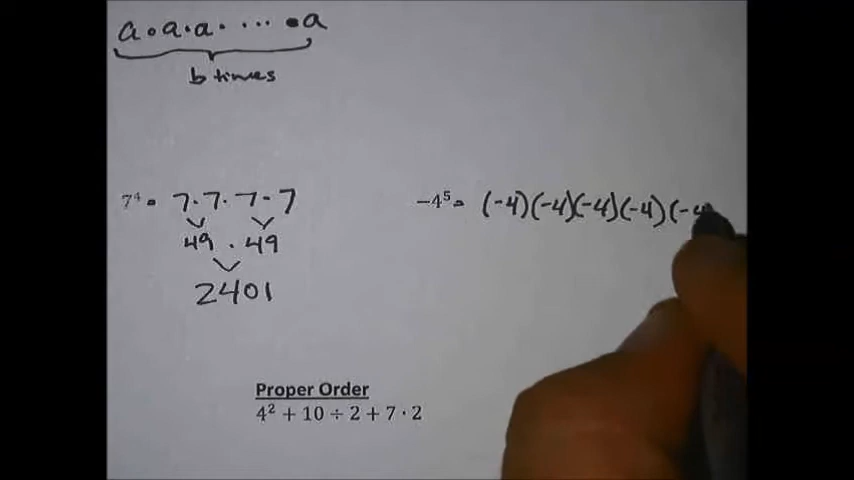 a•a•a• ... •a
b times
7⁴= 7·7·7·7
49 · 49
2401
−4⁵= (-4)(-4)(-4)(-4)(-4
Proper Order
4² + 10 ÷ 2 + 7 · 2